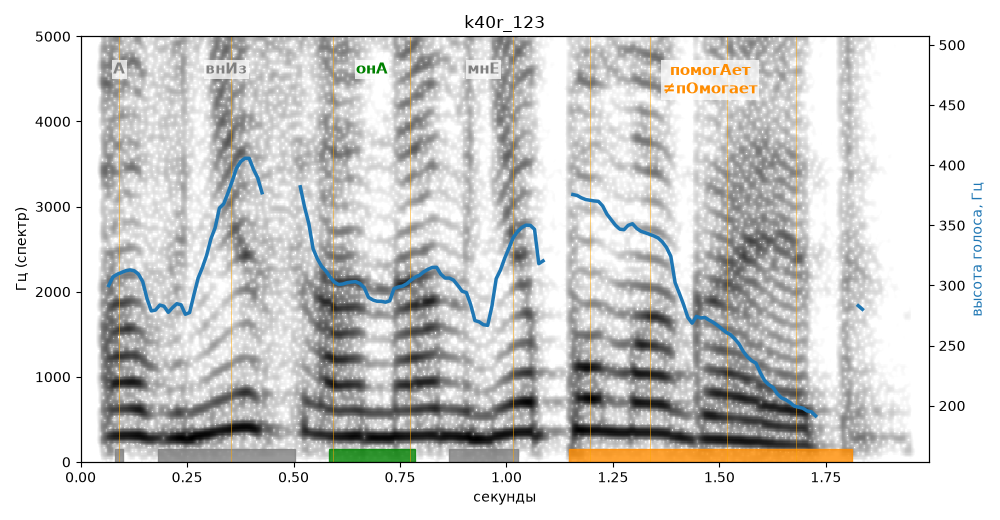 k40r_123
5000
4000
3000
2000
1000
0
Гц (спектр)
А
внИз
онА
мнЕ
помогАет
≠пОмогает
500
450
400
350
300
250
200
высота голоса, Гц
0.00
0.25
0.50
0.75
1.00
1.25
1.50
1.75
секунды